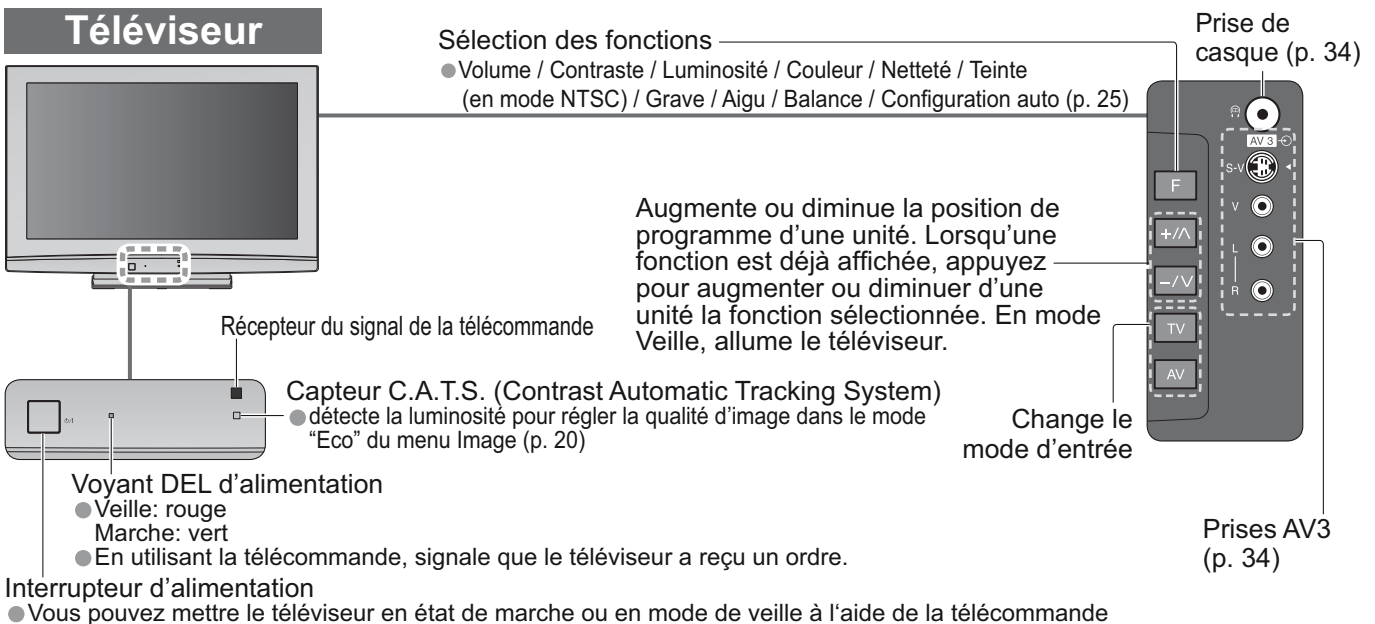 Téléviseur
Sélection des fonctions
●Volume / Contraste / Luminosité / Couleur / Netteté / Teinte
(en mode NTSC) / Grave / Aigu / Balance / Configuration auto (p. 25)
Prise de
casque (p. 34)
AV 3
S-V
V
L
R
F
+/∧
−/∨
TV
AV
Augmente ou diminue la position de
programme d’une unité. Lorsqu’une
fonction est déjà affichée, appuyez
pour augmenter ou diminuer d’une
unité la fonction sélectionnée. En mode
Veille, allume le téléviseur.
Change le
mode d’entrée
Prises AV3
(p. 34)
Récepteur du signal de la télécommande
Capteur C.A.T.S. (Contrast Automatic Tracking System)
●détecte la luminosité pour régler la qualité d’image dans le mode
“Eco” du menu Image (p. 20)
Voyant DEL d’alimentation
●Veille: rouge
Marche: vert
●En utilisant la télécommande, signale que le téléviseur a reçu un ordre.
Interrupteur d’alimentation
●Vous pouvez mettre le téléviseur en état de marche ou en mode de veille à l‘aide de la télécommande